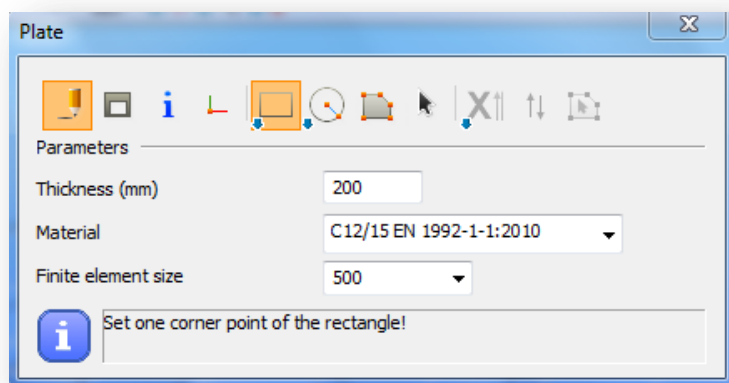 Plate
Parameters
Thickness (mm) 200
Material C12/15 EN 1992-1-1:2010
Finite element size 500
Set one corner point of the rectangle!